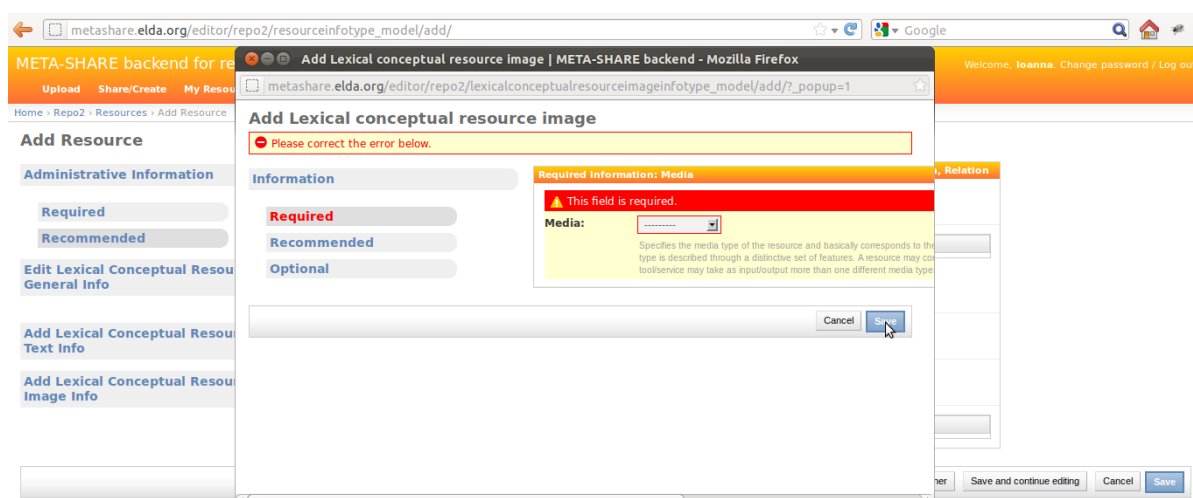 metashare.elda.org/editor/repo2/resourceinfotype_model/add/
Google
META-SHARE backend for re
Welcome, Ioanna. Change password / Log ou
Upload Share/Create My Resou
Home › Repo2 › Resources › Add Resource
Add Resource
Administrative Information
Required
Recommended
Edit Lexical Conceptual Resou
General Info
Add Lexical Conceptual Resour
Text Info
Add Lexical Conceptual Resour
Image Info
Add Lexical conceptual resource image | META-SHARE backend - Mozilla Firefox
metashare.elda.org/editor/repo2/lexicalconceptualresourceimageinfotype_model/add/?_popup=1
Add Lexical conceptual resource image
Please correct the error below.
Information
Required
Recommended
Optional
Required information: Media
This field is required.
Media:
---------
Specifies the media type of the resource and basically corresponds to the
type is described through a distinctive set of features. A resource may con
tool/service may take as input/output more than one different media type
Cancel Save
, Relation
her Save and continue editing Cancel Save